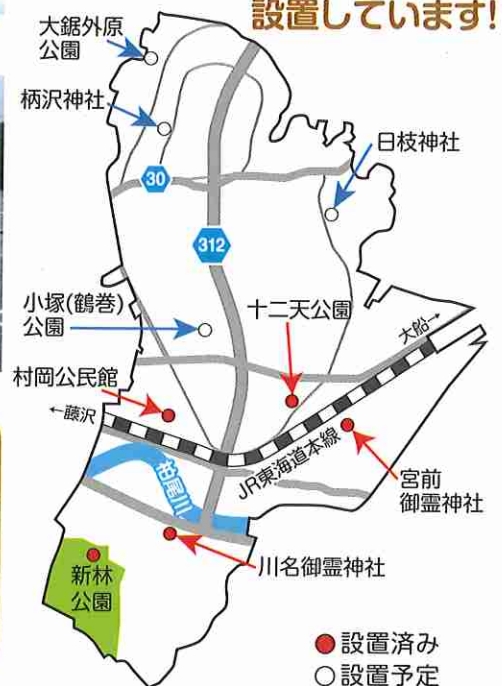 設置しています!
大鋸外原
公園
柄沢神社
日枝神社
30
312
小塚(鶴巻)
公園
十二天公園
大船→
村岡公民館
←藤沢
JR東海道本線
宮前
御霊神社
柏尾川
川名御霊神社
新林
公園
設置済み
設置予定